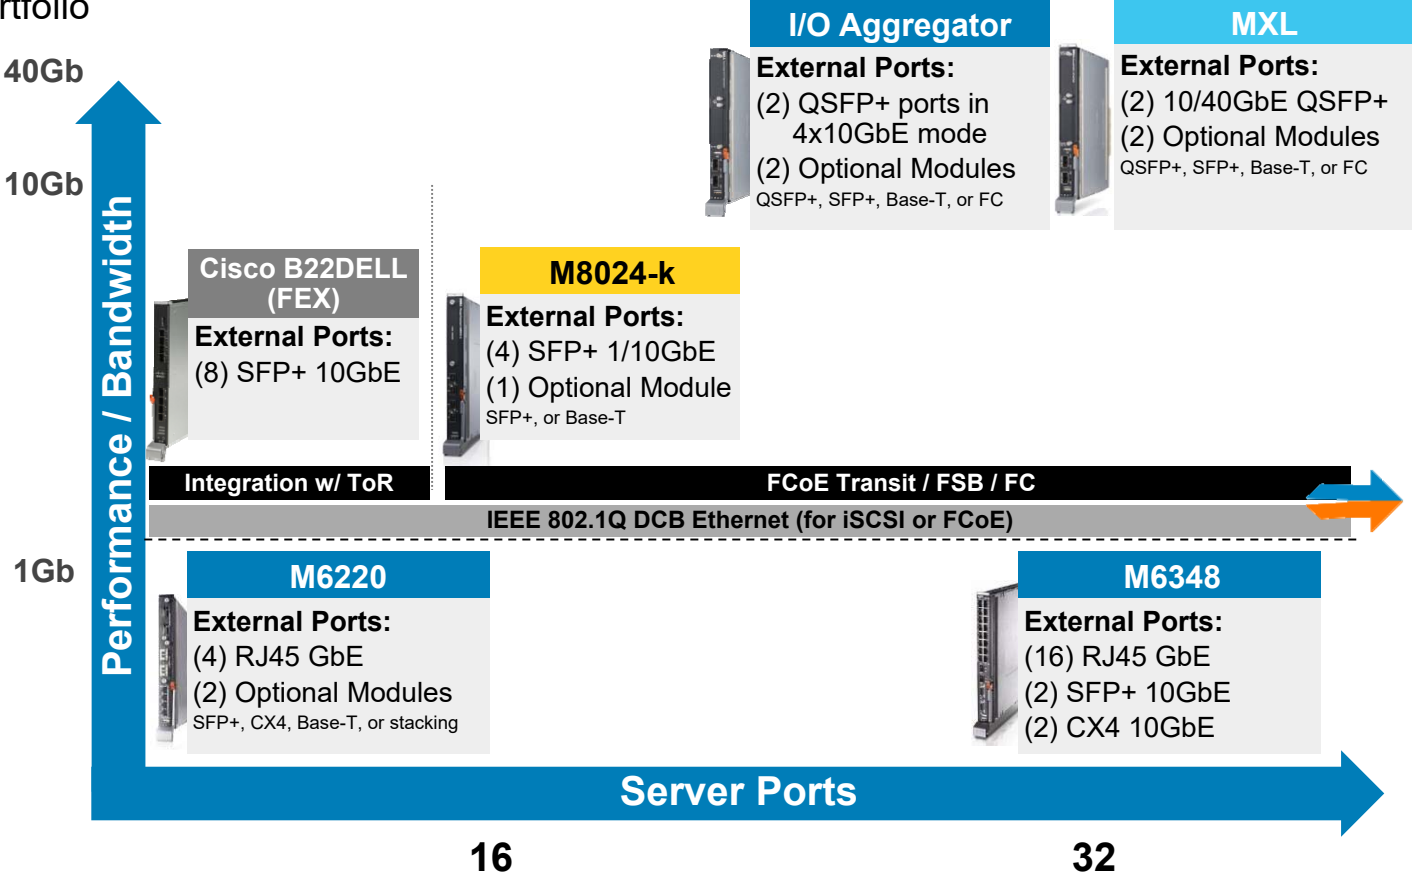 rtfolio
40Gb
10Gb
1Gb
Performance / Bandwidth
I/O Aggregator
External Ports:
(2) QSFP+ ports in
4x10GbE mode
(2) Optional Modules
QSFP+, SFP+, Base-T, or FC
MXL
External Ports:
(2) 10/40GbE QSFP+
(2) Optional Modules
QSFP+, SFP+, Base-T, or FC
Cisco B22DELL
(FEX)
External Ports:
(8) SFP+ 10GbE
M8024-k
External Ports:
(4) SFP+ 1/10GbE
(1) Optional Module
SFP+, or Base-T
Integration w/ ToR
FCoE Transit / FSB / FC
IEEE 802.1Q DCB Ethernet (for iSCSI or FCoE)
M6220
External Ports:
(4) RJ45 GbE
(2) Optional Modules
SFP+, CX4, Base-T, or stacking
M6348
External Ports:
(16) RJ45 GbE
(2) SFP+ 10GbE
(2) CX4 10GbE
Server Ports
16
32